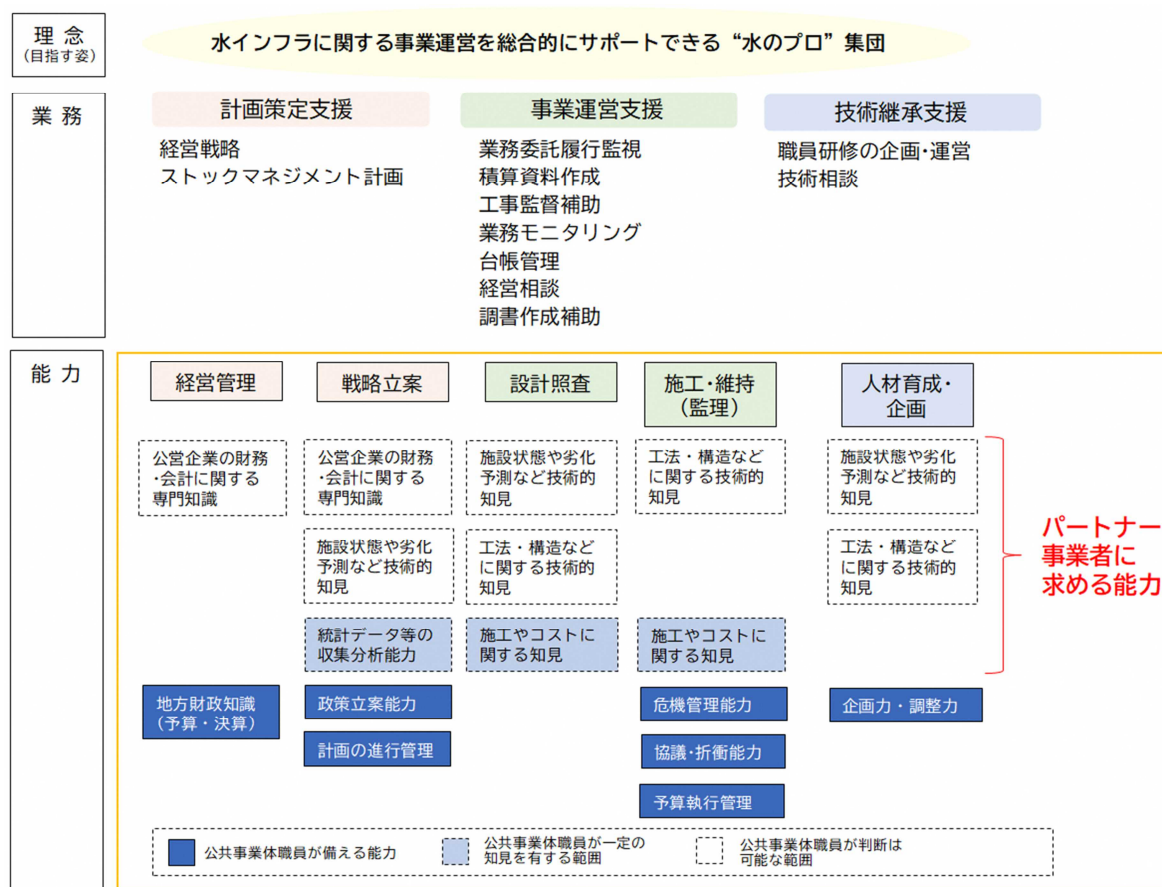 理 念
(目指す姿)
水インフラに関する事業運営を総合的にサポートできる“水のプロ”集団
業 務
計画策定支援
経営戦略
ストックマネジメント計画
事業運営支援
業務委託履行監視
積算資料作成
工事監督補助
業務モニタリング
台帳管理
経営相談
調書作成補助
技術継承支援
職員研修の企画・運営
技術相談
能 力
経営管理
公営企業の財務
・会計に関する
専門知識
地方財政知識
(予算・決算)
戦略立案
公営企業の財務
・会計に関する
専門知識
施設状態や劣化
予測など技術的
知見
統計データ等の
収集分析能力
政策立案能力
計画の進行管理
設計照査
施設状態や劣化
予測など技術的
知見
工法・構造など
に関する技術的
知見
施工やコストに
関する知見
施工・維持
(監理)
工法・構造など
に関する技術的
知見
施工やコストに
関する知見
危機管理能力
協議・折衝能力
予算執行管理
人材育成・
企画
施設状態や劣化
予測など技術的
知見
工法・構造など
に関する技術的
知見
企画力・調整力
パートナー
事業者に
求める能力
公共事業体職員が備える能力
公共事業体職員が一定の
知見を有する範囲
公共事業体職員が判断は
可能な範囲